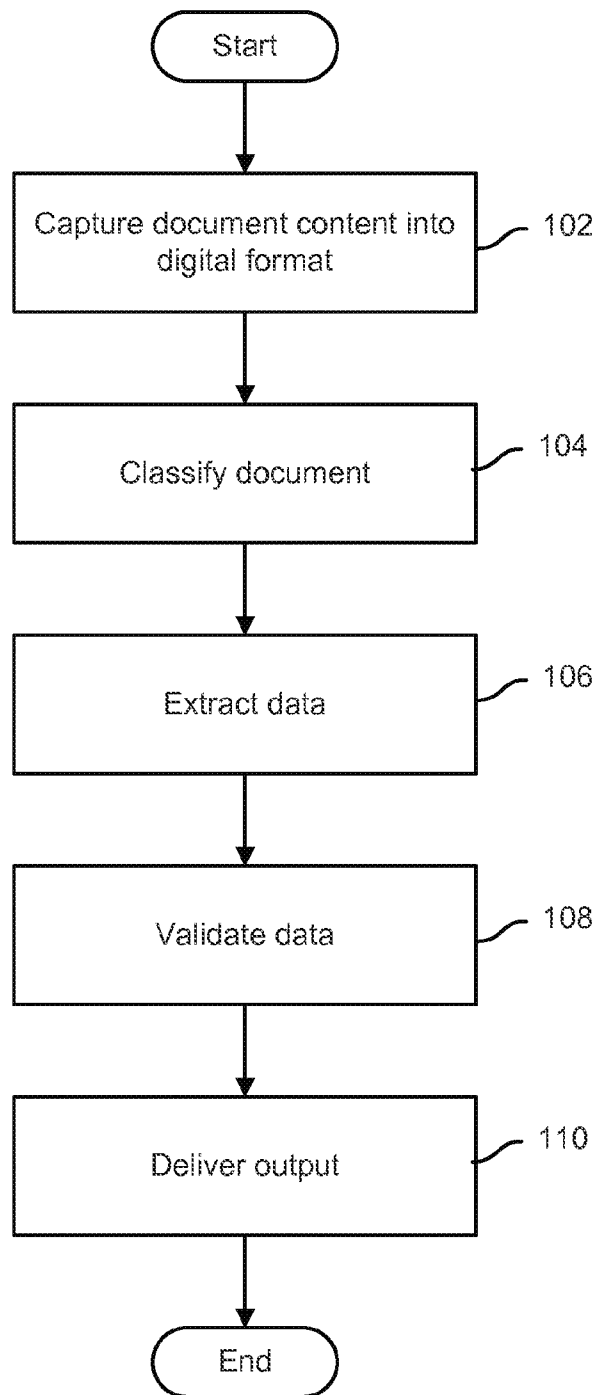 Start
Capture document content into
digital format
102
Classify document
104
Extract data
106
Validate data
108
Deliver output
110
End